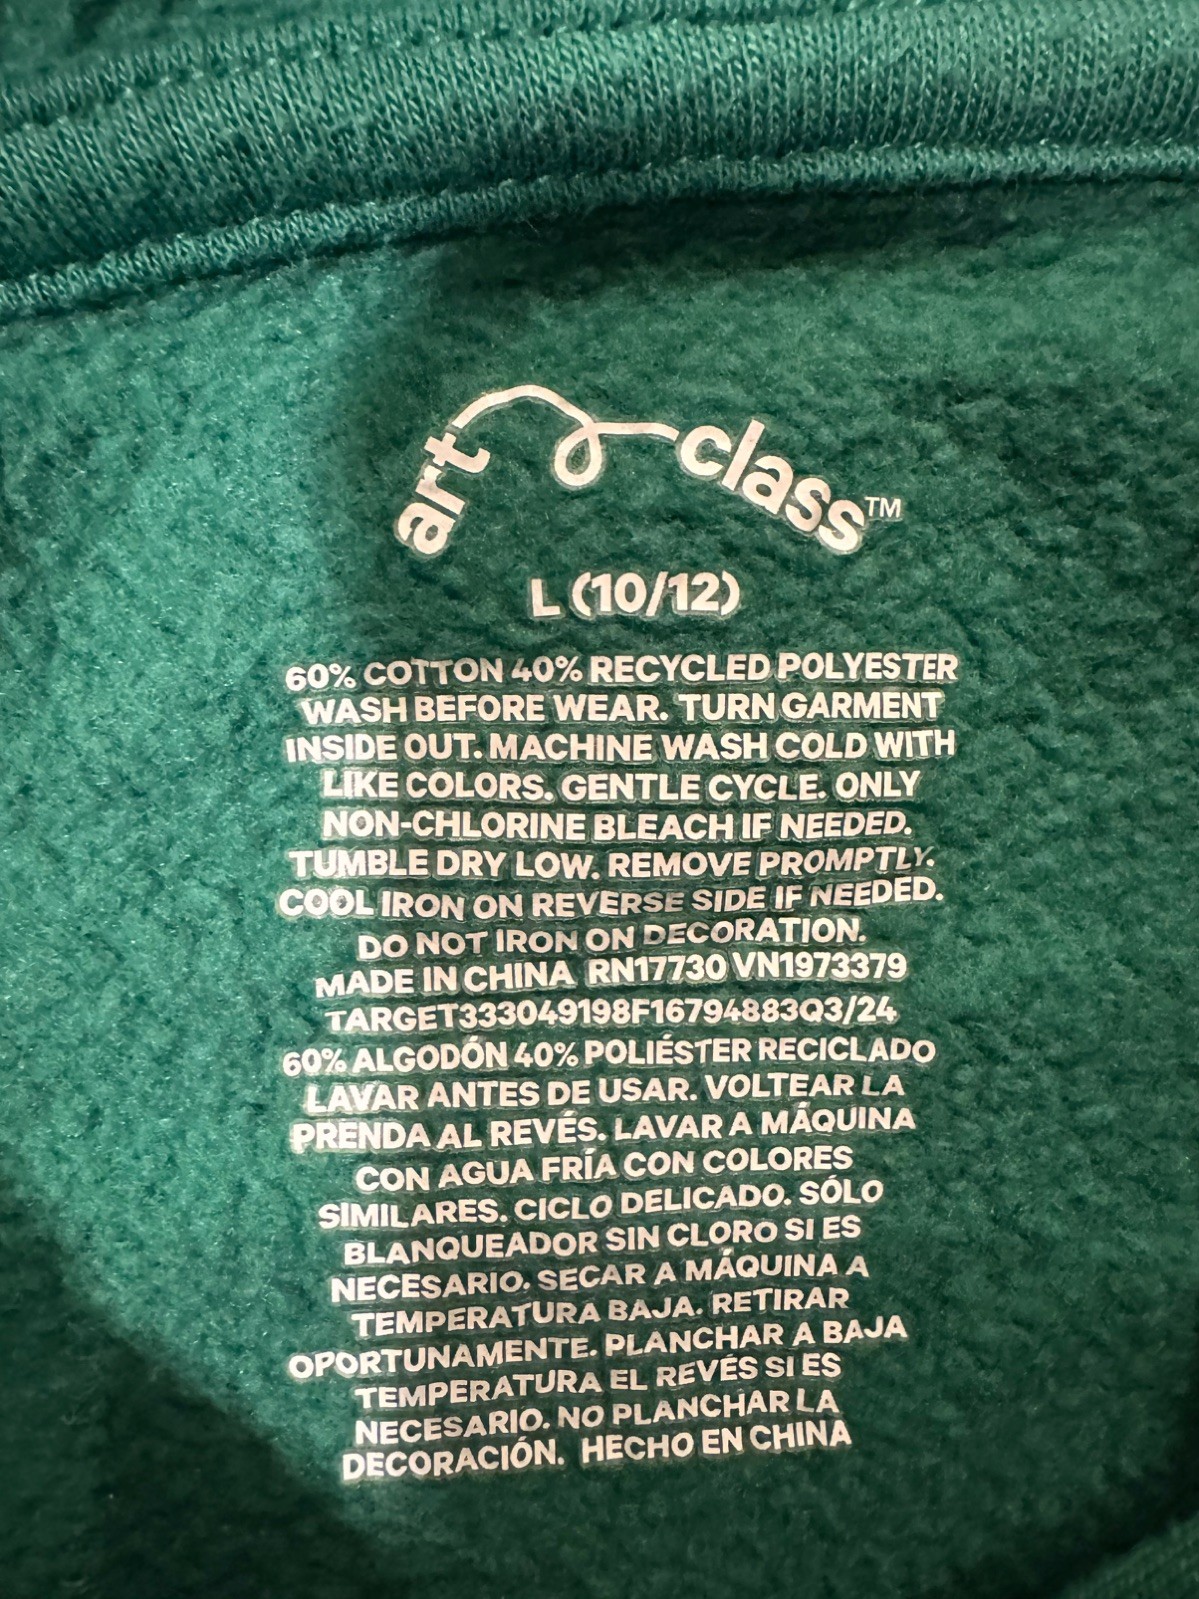 art class™
L (10/12)
60% COTTON 40% RECYCLED POLYESTER
WASH BEFORE WEAR. TURN GARMENT
INSIDE OUT. MACHINE WASH COLD WITH
LIKE COLORS. GENTLE CYCLE. ONLY
NON-CHLORINE BLEACH IF NEEDED.
TUMBLE DRY LOW. REMOVE PROMPTLY.
COOL IRON ON REVERSE SIDE IF NEEDED.
DO NOT IRON ON DECORATION.
MADE IN CHINA RN17730 VN1973379
TARGET333049198F16794883Q3/24
60% ALGODÓN 40% POLIÉSTER RECICLADO
LAVAR ANTES DE USAR. VOLTEAR LA
PRENDA AL REVÉS. LAVAR A MÁQUINA
CON AGUA FRÍA CON COLORES
SIMILARES. CICLO DELICADO. SÓLO
BLANQUEADOR SIN CLORO SI ES
NECESARIO. SECAR A MÁQUINA A
TEMPERATURA BAJA. RETIRAR
OPORTUNAMENTE. PLANCHAR A BAJA
TEMPERATURA EL REVÉS SI ES
NECESARIO. NO PLANCHAR LA
DECORACIÓN. HECHO EN CHINA